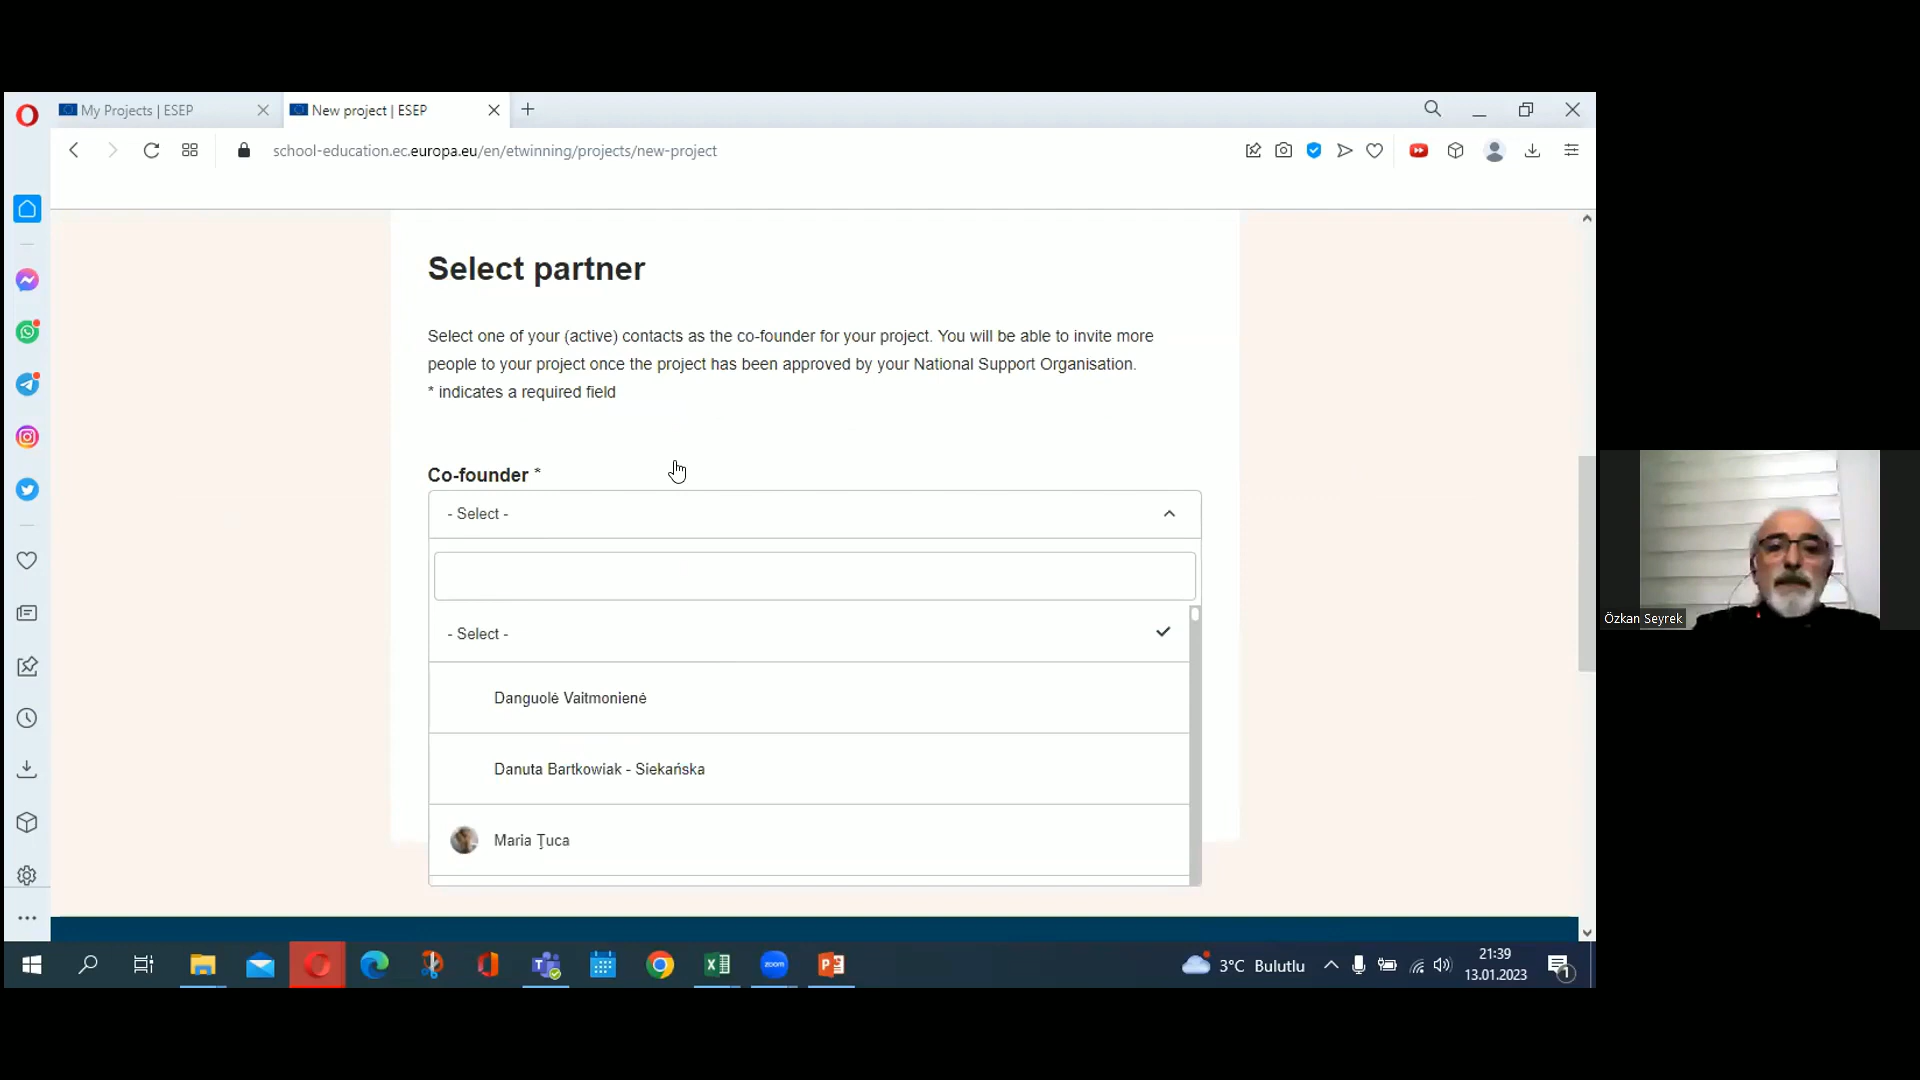 My Projects | ESEP
New project | ESEP
school-education.ec.europa.eu/en/etwinning/projects/new-project
Select partner
Select one of your (active) contacts as the co-founder for your project. You will be able to invite more
people to your project once the project has been approved by your National Support Organisation.
* indicates a required field
Co-founder *
- Select -
- Select -
Danguolė Vaitmonienė
Danuta Bartkowiak - Siekańska
Maria Ţuca
Özkan Seyrek
zoom
3°C Bulutlu
21:39
13.01.2023
1